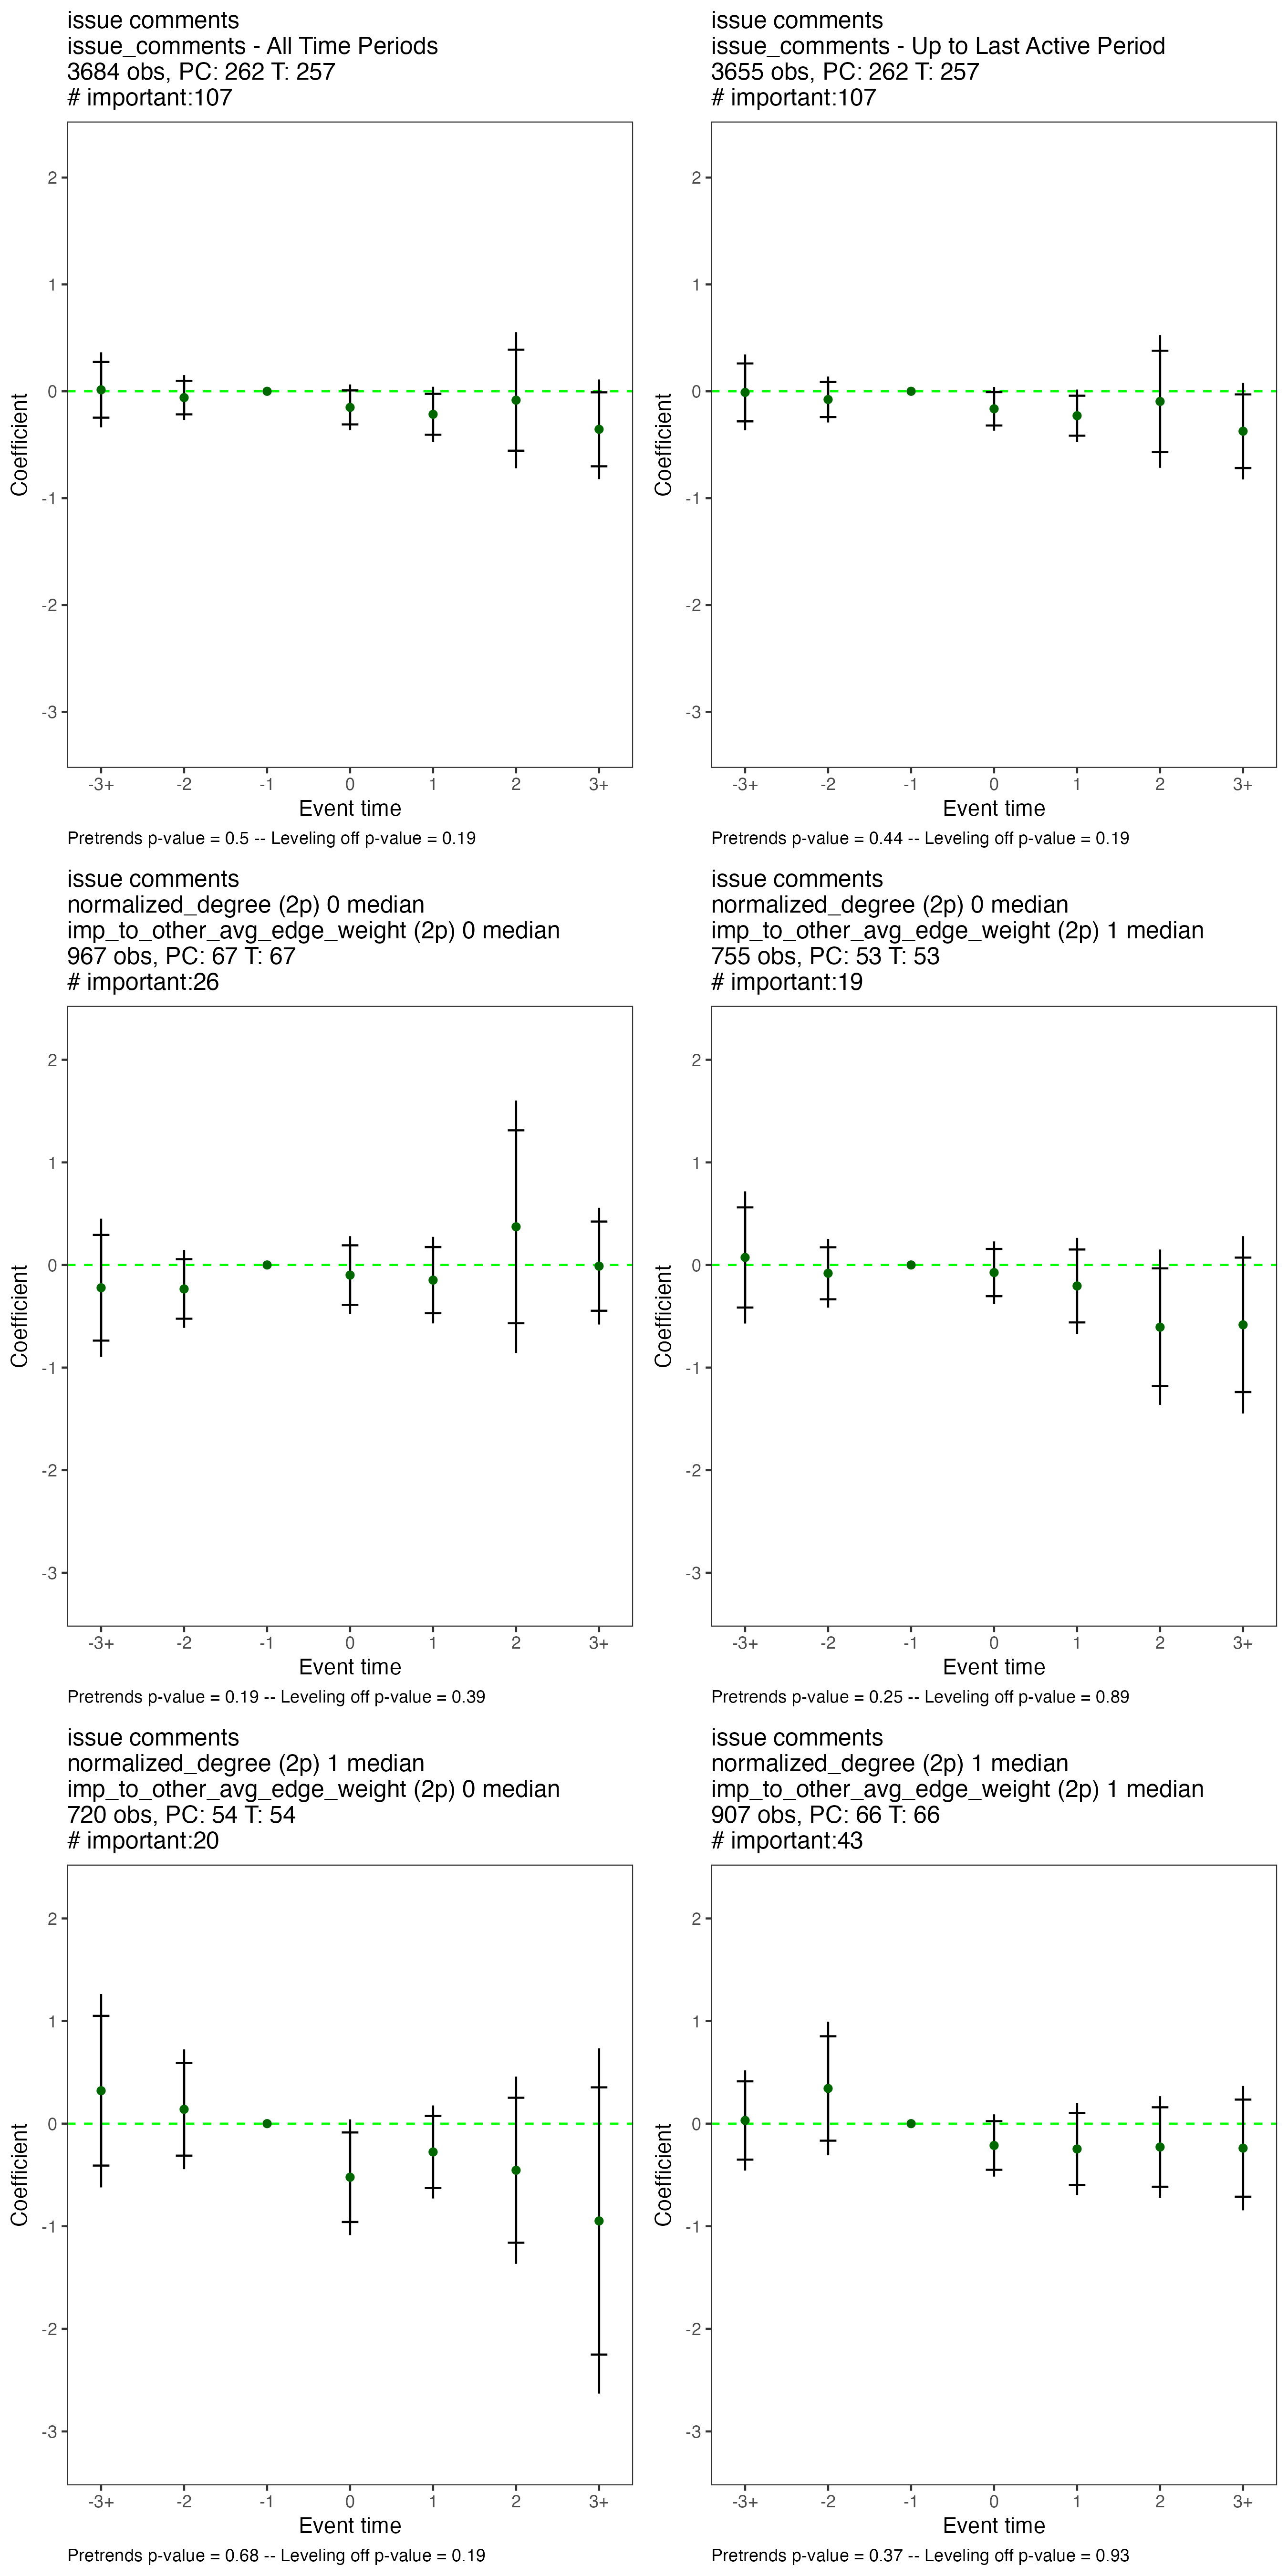 issue comments
issue_comments - All Time Periods
3684 obs, PC: 262 T: 257
# important:107
2
1
0
-1
-2
-3
Coefficient
-3+ -2 -1 0 1 2 3+
Event time
Pretrends p-value = 0.5 -- Leveling off p-value = 0.19
issue comments
issue_comments - Up to Last Active Period
3655 obs, PC: 262 T: 257
# important:107
2
1
0
-1
-2
-3
Coefficient
-3+ -2 -1 0 1 2 3+
Event time
Pretrends p-value = 0.44 -- Leveling off p-value = 0.19
issue comments
normalized_degree (2p) 0 median
imp_to_other_avg_edge_weight (2p) 0 median
967 obs, PC: 67 T: 67
# important:26
2
1
0
-1
-2
-3
Coefficient
-3+ -2 -1 0 1 2 3+
Event time
Pretrends p-value = 0.19 -- Leveling off p-value = 0.39
issue comments
normalized_degree (2p) 0 median
imp_to_other_avg_edge_weight (2p) 1 median
755 obs, PC: 53 T: 53
# important:19
2
1
0
-1
-2
-3
Coefficient
-3+ -2 -1 0 1 2 3+
Event time
Pretrends p-value = 0.25 -- Leveling off p-value = 0.89
issue comments
normalized_degree (2p) 1 median
imp_to_other_avg_edge_weight (2p) 0 median
720 obs, PC: 54 T: 54
# important:20
2
1
0
-1
-2
-3
Coefficient
-3+ -2 -1 0 1 2 3+
Event time
Pretrends p-value = 0.68 -- Leveling off p-value = 0.19
issue comments
normalized_degree (2p) 1 median
imp_to_other_avg_edge_weight (2p) 1 median
907 obs, PC: 66 T: 66
# important:43
2
1
0
-1
-2
-3
Coefficient
-3+ -2 -1 0 1 2 3+
Event time
Pretrends p-value = 0.37 -- Leveling off p-value = 0.93